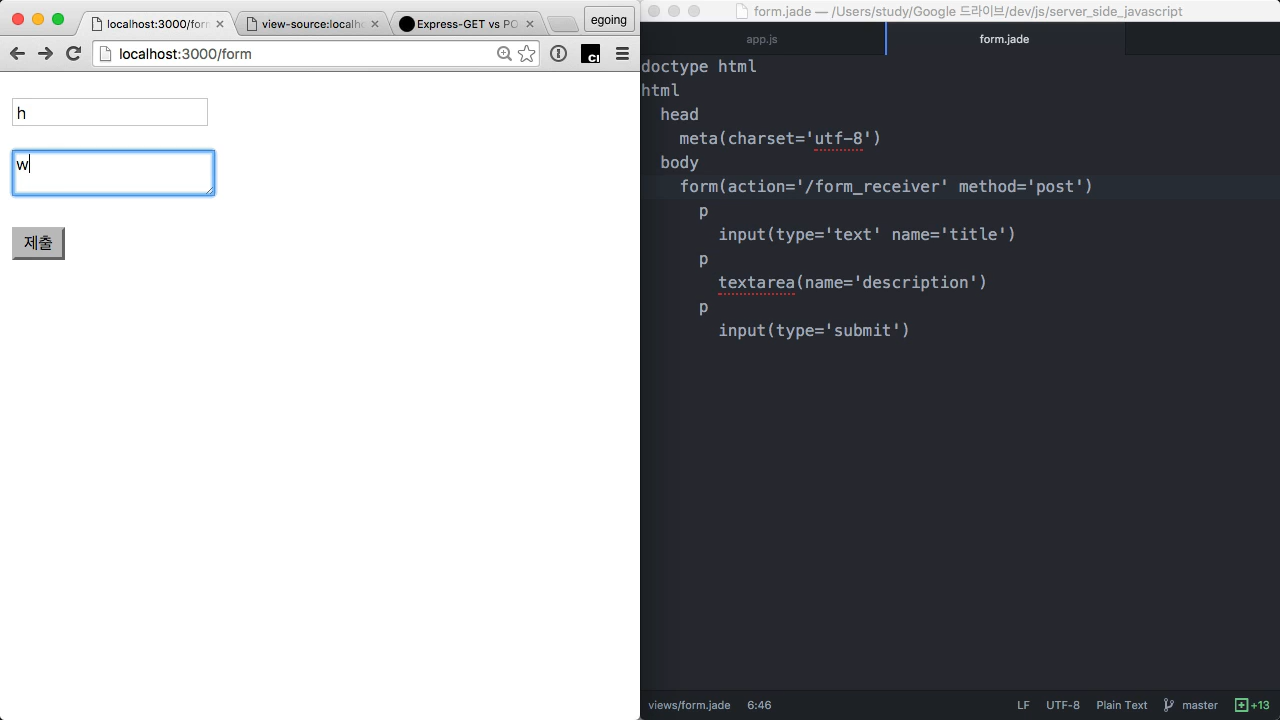 localhost:3000/for
view-source:localh
Express-GET vs PO
egoing
localhost:3000/form
h
w
제출
form.jade — /Users/study/Google 드라이브/dev/js/server_side_javascript
app.js
form.jade
doctype html
html
head
meta(charset='utf-8')
body
form(action='/form_receiver' method='post')
p
input(type='text' name='title')
p
textarea(name='description')
p
input(type='submit')
views/form.jade
6:46
LF
UTF-8
Plain Text
master
+13